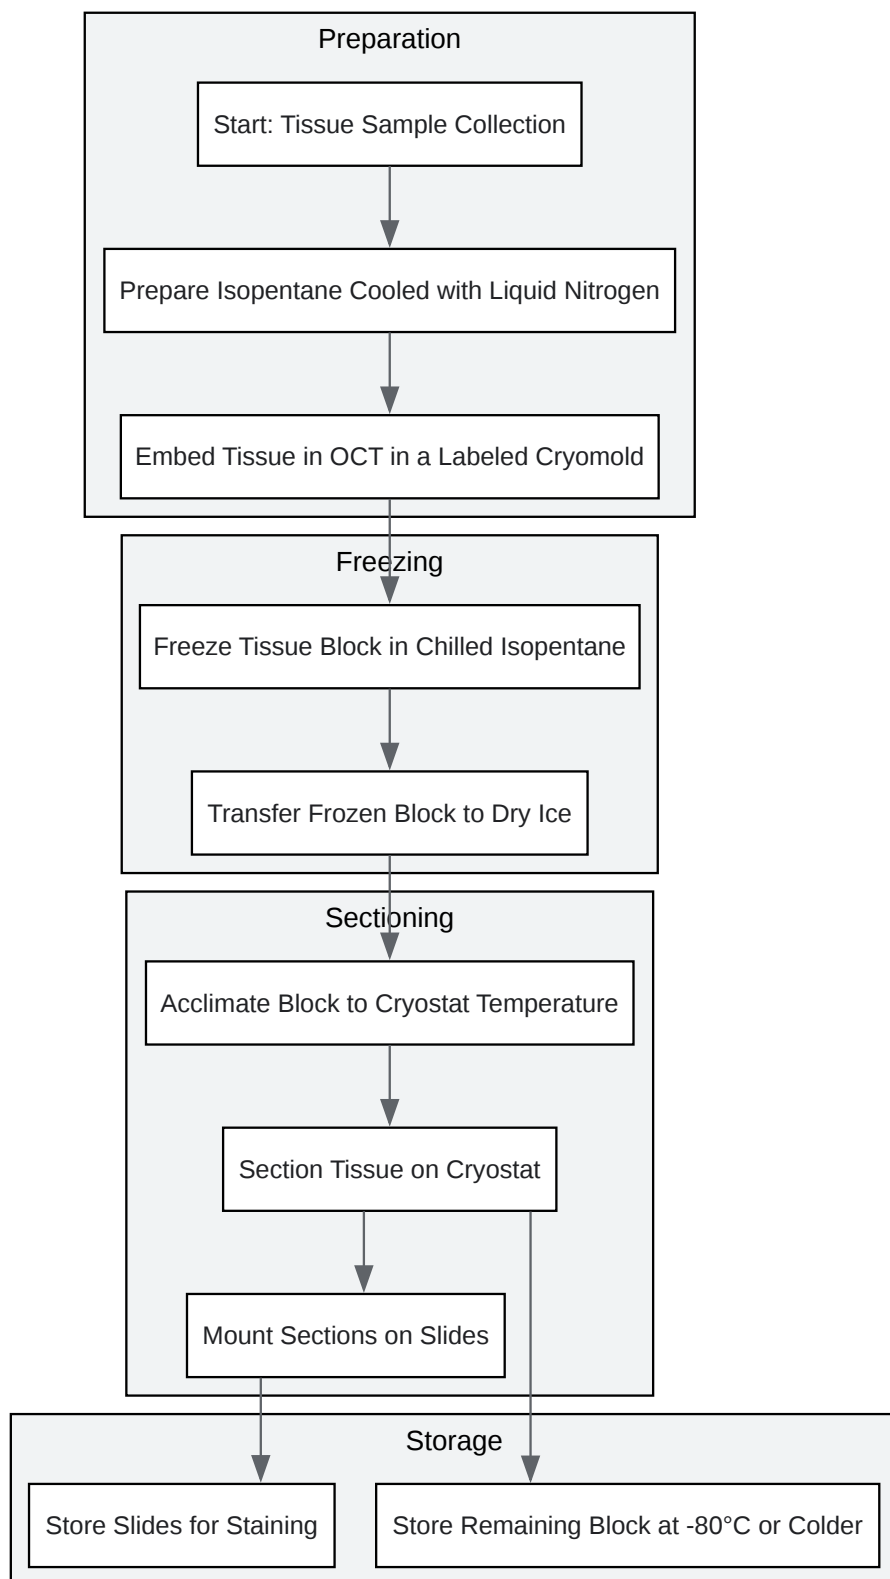 Preparation
Start: Tissue Sample Collection
Prepare Isopentane Cooled with Liquid Nitrogen
Embed Tissue in OCT in a Labeled Cryomold
Freezing
Freeze Tissue Block in Chilled Isopentane
Transfer Frozen Block to Dry Ice
Sectioning
Acclimate Block to Cryostat Temperature
Section Tissue on Cryostat
Mount Sections on Slides
Storage
Store Slides for Staining
Store Remaining Block at -80°C or Colder